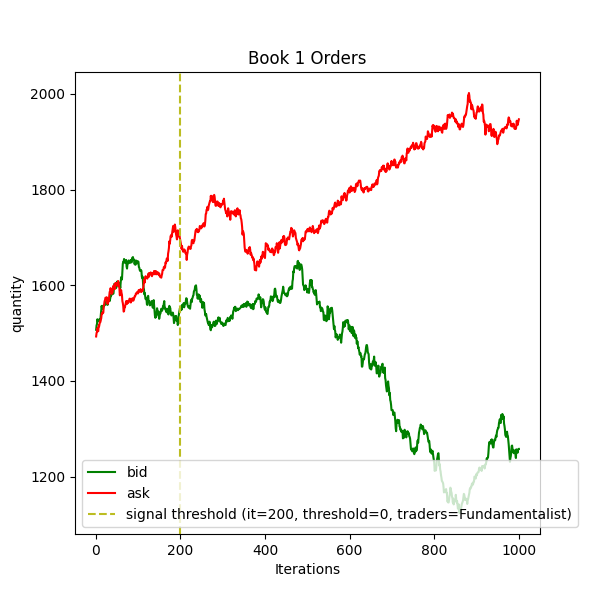 Book 1 Orders
quantity
2000
1800
1600
1400
1200
bid
ask
signal threshold (it=200, threshold=0, traders=Fundamentalist)
0 200 400 600 800 1000
Iterations